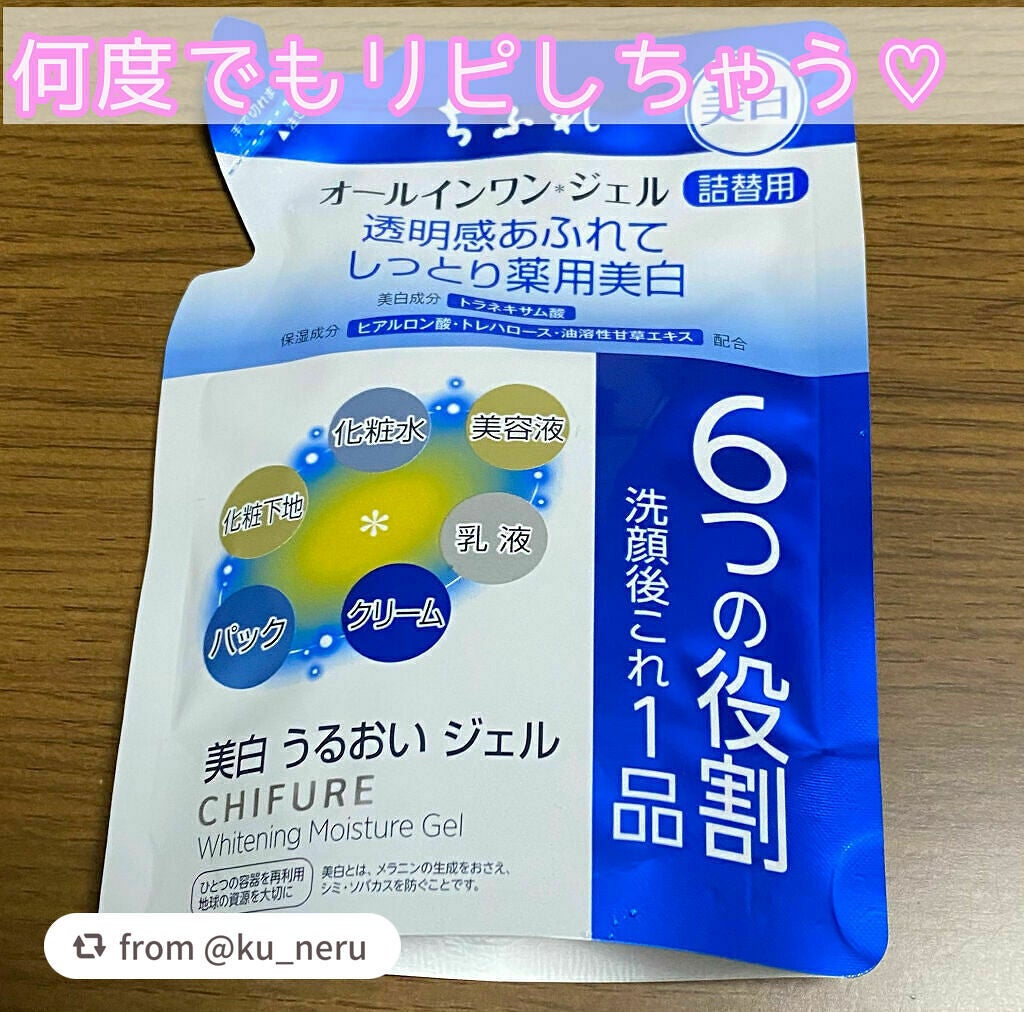 何度でもリピしちゃう♡
ちふれ
美白
オールインワン*ジェル
詰替用
透明感あふれて
しっとり薬用美白
美白成分 トラネキサム酸
保湿成分 ヒアルロン酸・トレハロース・油溶性甘草エキス 配合
化粧水
美容液
化粧下地
乳液
パック
クリーム
*
6つの役割
洗顔後これ1品
美白 うるおい ジェル
CHIFURE
Whitening Moisture Gel
ひとつの容器を再利用
地球の資源を大切に
美白とは、メラニンの生成をおさえ、
シミ・ソバカスを防ぐことです。
from @ku_neru